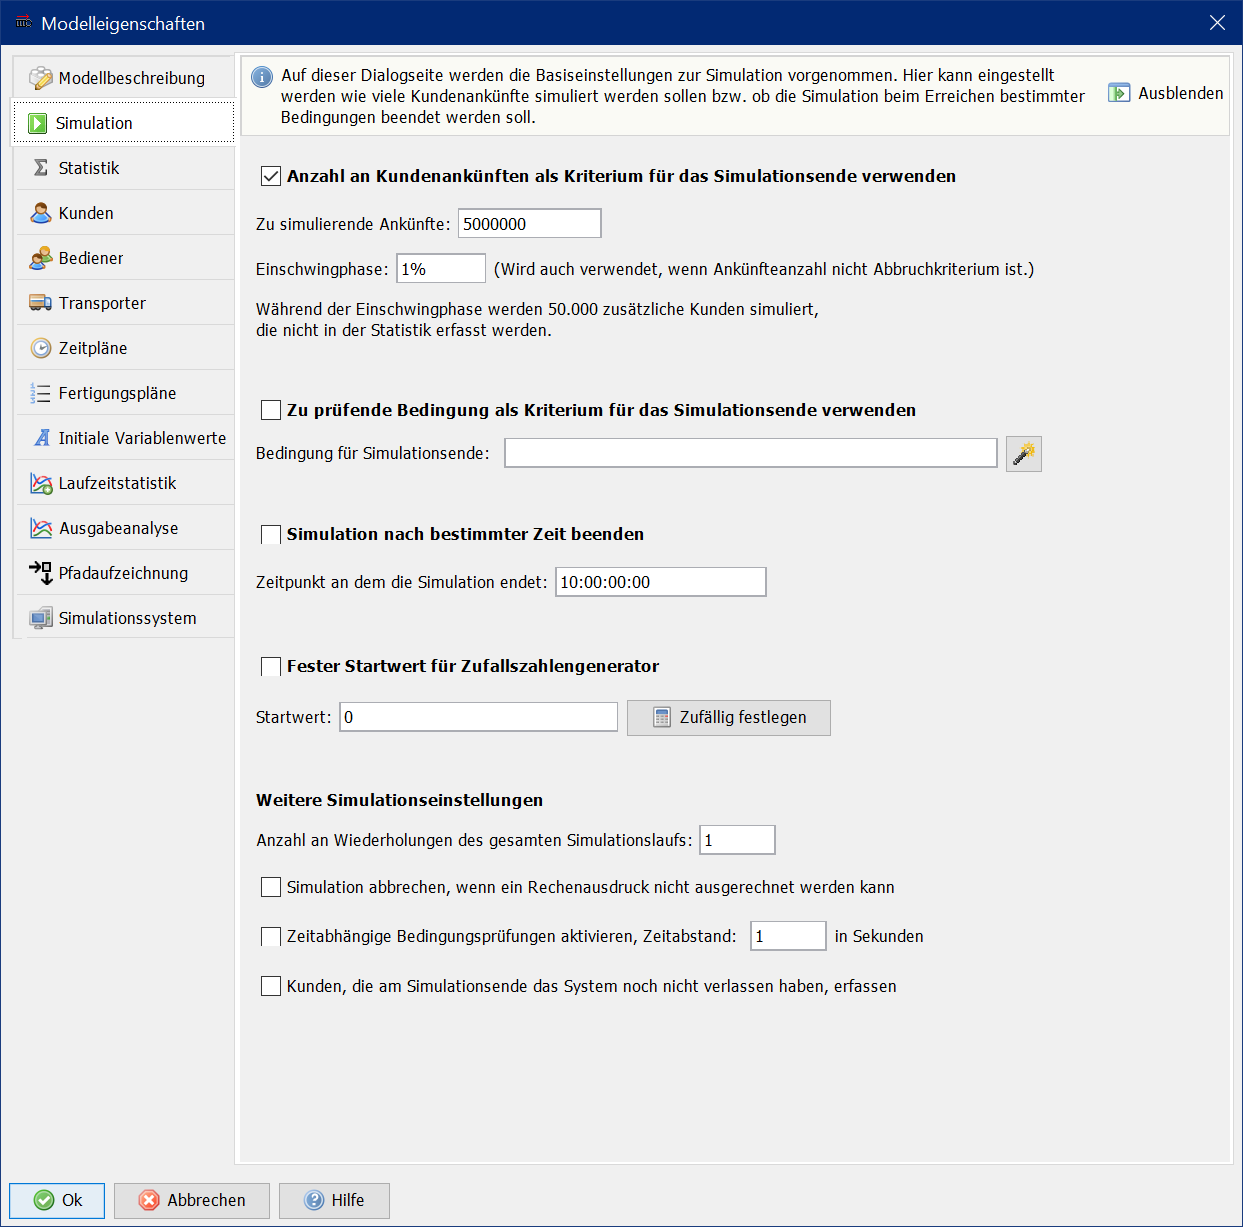 Modelleigenschaften
Modellbeschreibung
Simulation
Statistik
Kunden
Bediener
Transporter
Zeitpläne
Fertigungspläne
Initiale Variablenwerte
Laufzeitstatistik
Ausgabeanalyse
Pfadaufzeichnung
Simulationssystem
Auf dieser Dialogseite werden die Basiseinstellungen zur Simulation vorgenommen. Hier kann eingestellt
werden wie viele Kundenankünfte simuliert werden sollen bzw. ob die Simulation beim Erreichen bestimmter
Bedingungen beendet werden soll.
Ausblenden
Anzahl an Kundenankünften als Kriterium für das Simulationsende verwenden
Zu simulierende Ankünfte: 5000000
Einschwingphase: 1% (Wird auch verwendet, wenn Ankünfteanzahl nicht Abbruchkriterium ist.)
Während der Einschwingphase werden 50.000 zusätzliche Kunden simuliert,
die nicht in der Statistik erfasst werden.
Zu prüfende Bedingung als Kriterium für das Simulationsende verwenden
Bedingung für Simulationsende:
Simulation nach bestimmter Zeit beenden
Zeitpunkt an dem die Simulation endet: 10:00:00:00
Fester Startwert für Zufallszahlengenerator
Startwert: 0 Zufällig festlegen
Weitere Simulationseinstellungen
Anzahl an Wiederholungen des gesamten Simulationslaufs: 1
Simulation abbrechen, wenn ein Rechenausdruck nicht ausgerechnet werden kann
Zeitabhängige Bedingungsprüfungen aktivieren, Zeitabstand: 1 in Sekunden
Kunden, die am Simulationsende das System noch nicht verlassen haben, erfassen
Ok Abbrechen Hilfe